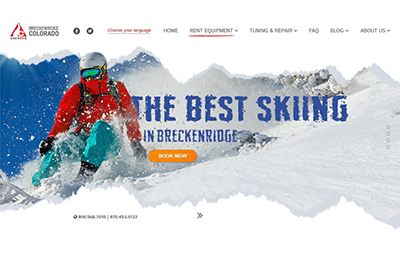 BRECKENRIDGE
COLORADO
Choose your language
HOME
RENT EQUIPMENT
TUNING & REPAIR
FAQ
BLOG
ABOUT US
THE BEST SKIING
IN BRECKENRIDGE
BOOK NOW
800.568.7010 | 970.453.0132